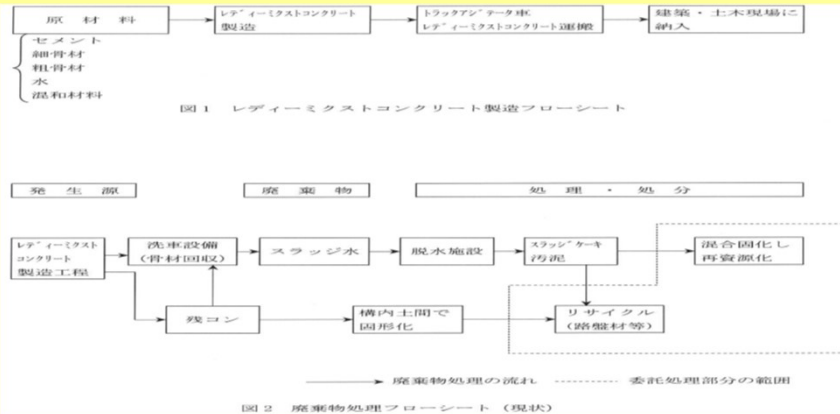 原材料
レディーミクストコンクリート
製造
トラックアジテータ車
レディーミクストコンクリート運搬
建築・土木現場に
納入
セメント
細骨材
粗骨材
水
混和材料
図1 レディーミクストコンクリート製造フローシート
発生源
廃棄物
処理・処分
レディーミクスト
コンクリート
製造工程
洗車設備
(骨材回収)
スラッジ水
脱水施設
スラッジケーキ
汚泥
混合固化し
再資源化
残コン
構内土間で
固形化
リサイクル
(路盤材等)
廃棄物処理の流れ
委託処理部分の範囲
図2 廃棄物処理フローシート(現状)